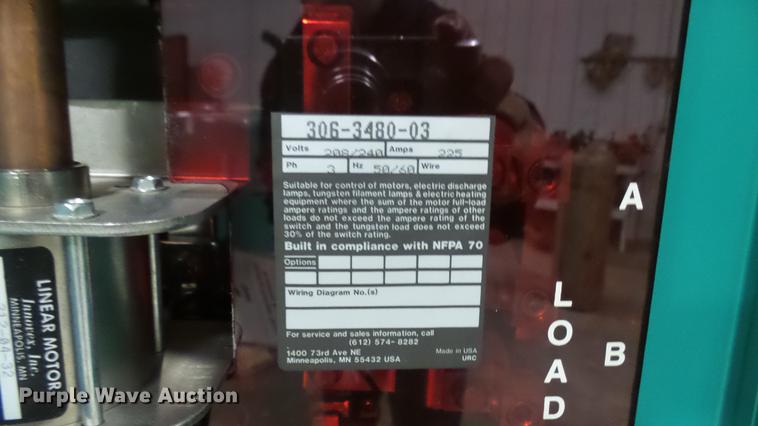 306-3480-03
Volts 208/240 Amps 225
Ph 3 Hz 50/60 Wire
Suitable for control of motors, electric discharge
lamps, tungsten filament lamps & electric heating
equipment where the sum of the motor full-load
ampere ratings and the ampere ratings of other
loads do not exceed the ampere rating of the
switch and the tungsten load does not exceed
30% of the switch rating.
Built in compliance with NFPA 70
Options
Wiring Diagram No.(s)
For service and sales information, call
(612) 574-8282
1400 73rd Ave NE
Minneapolis, MN 55432 USA
Made in USA
URC
A
LOAD
B
LINEAR MOTOR
Innovex, Inc.
MINNEAPOLIS, MN
Purple Wave Auction